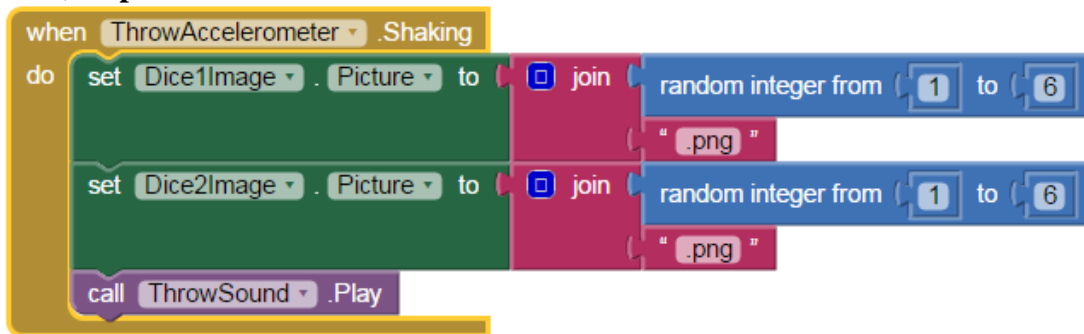 when ThrowAccelerometer .Shaking
do set Dice1Image . Picture to join random integer from 1 to 6
“ .png ”
set Dice2Image . Picture to join random integer from 1 to 6
“ .png ”
call ThrowSound .Play